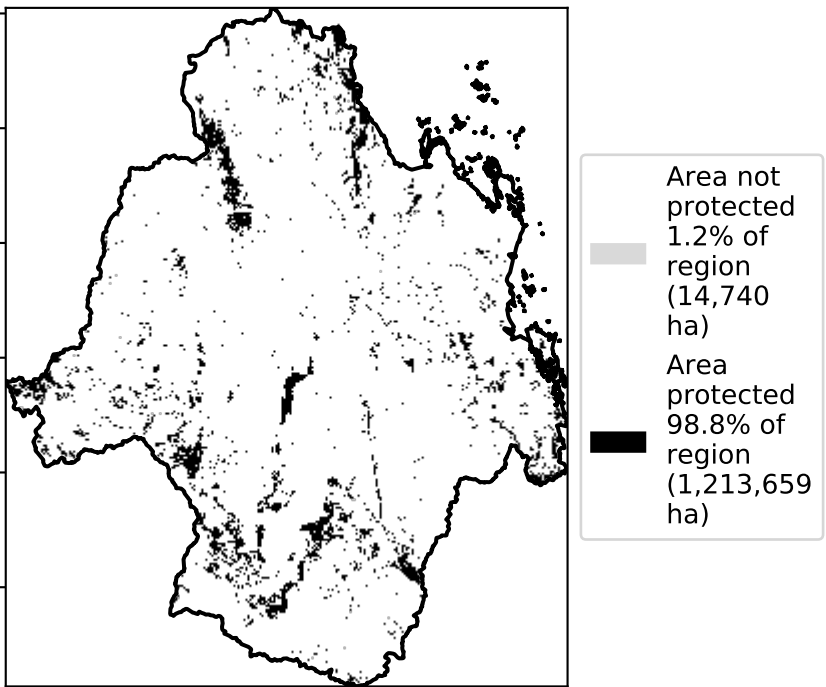 Area not
protected
1.2% of
region
(14,740
ha)
Area
protected
98.8% of
region
(1,213,659
ha)